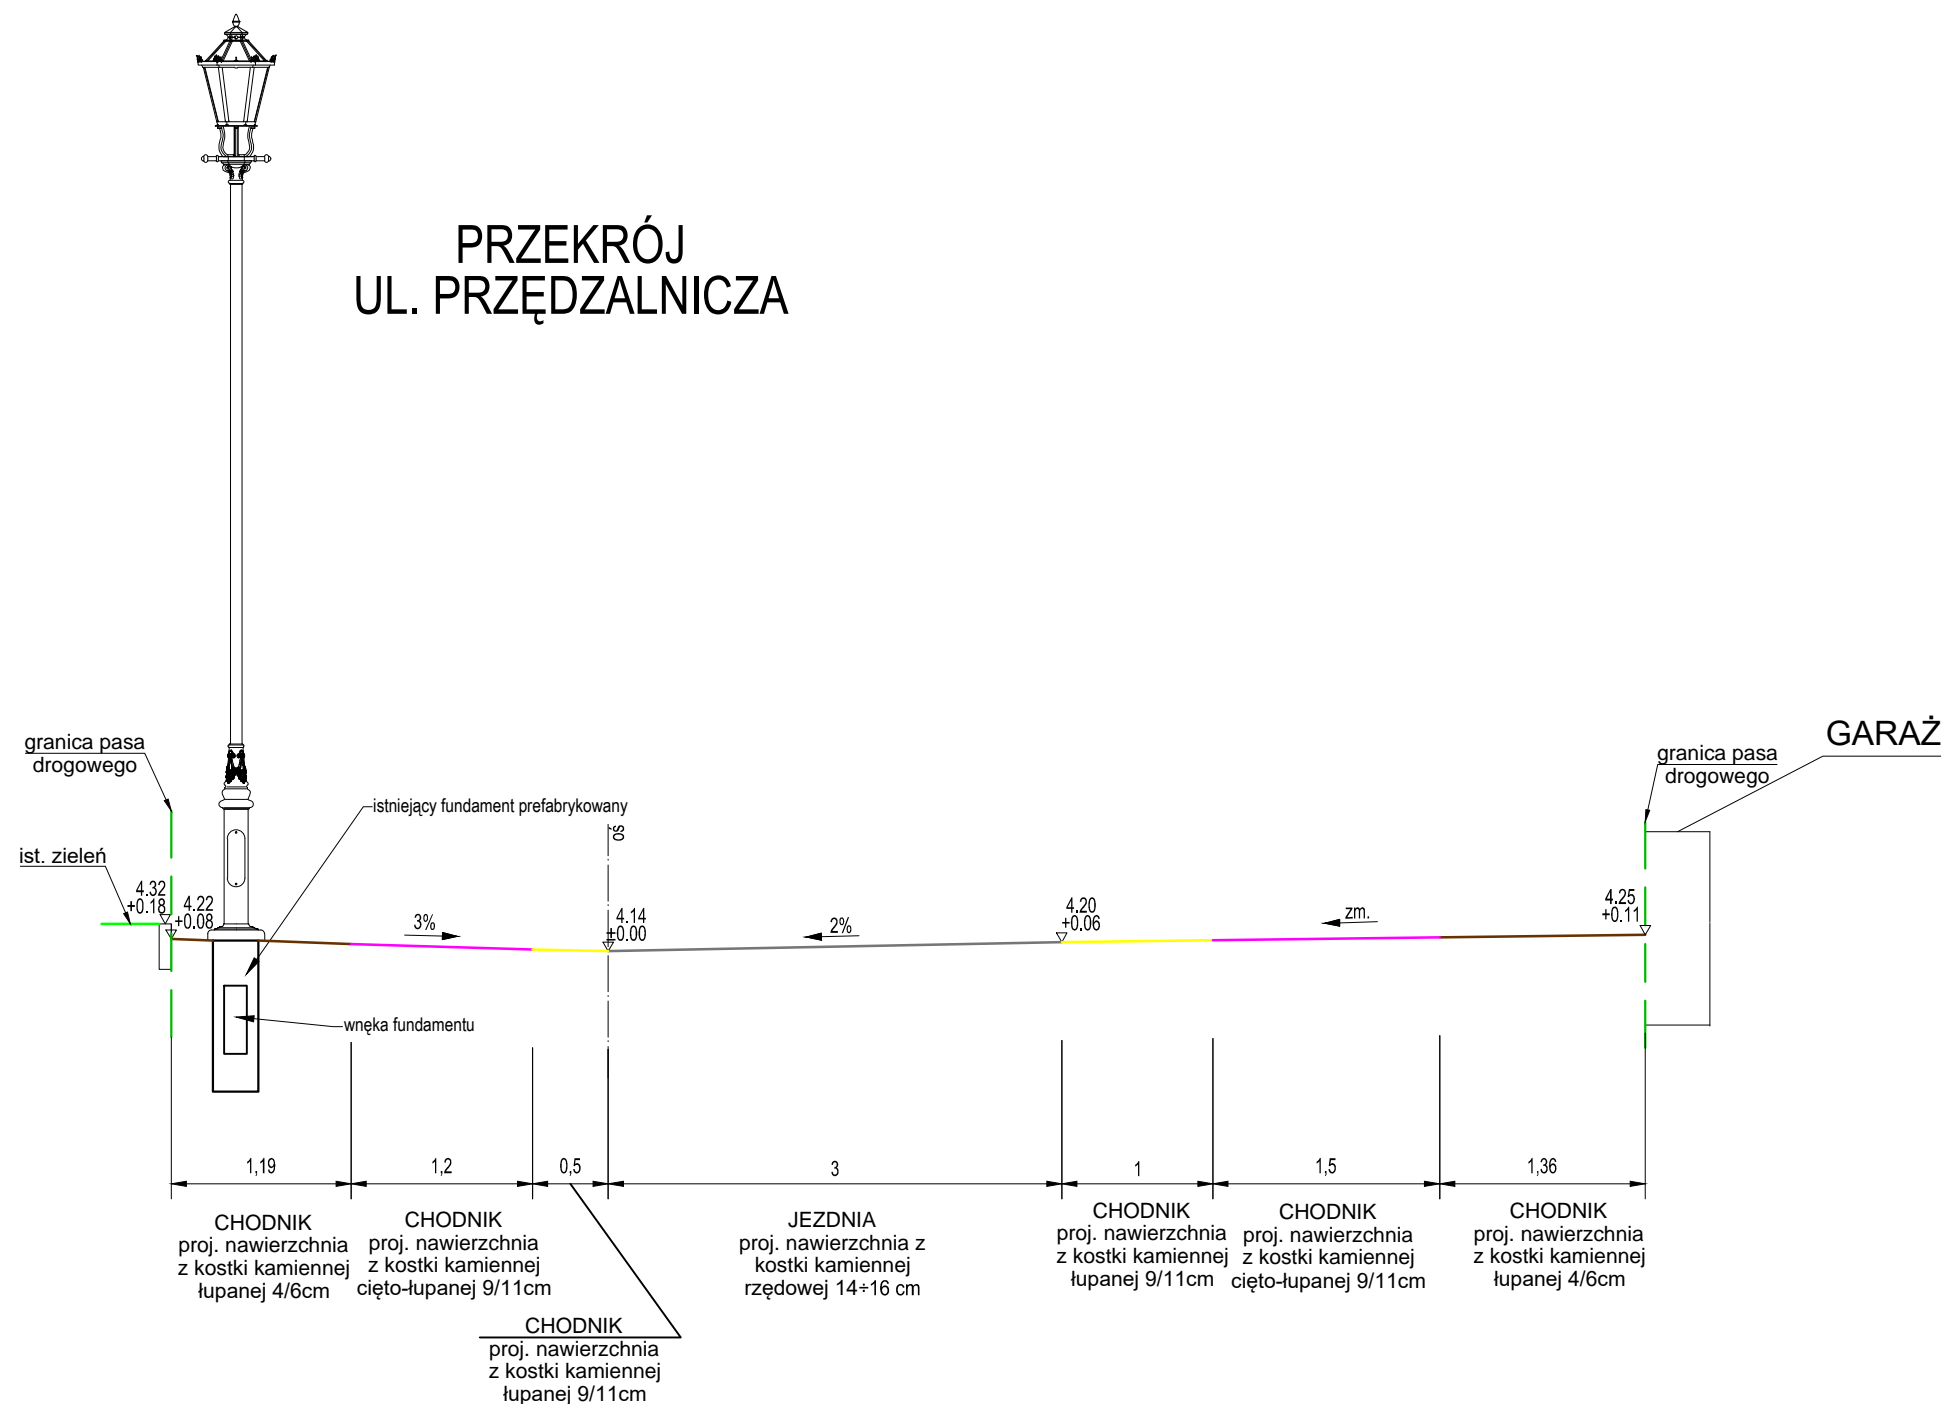 PRZEKRÓJ
UL. PRZĘDZALNICZA
granica pasa
drogowego
GARAŻ
granica pasa
drogowego
istniejący fundament prefabrykowany
oś
ist. zieleń
4.32
+0.18
4.22
+0.08
3%
4.14
+0.00
2%
4.20
+0.06
zm.
4.25
+0.11
wnęka fundamentu
1,19
1,2
0,5
3
1
1,5
1,36
CHODNIK
proj. nawierzchnia
z kostki kamiennej
łupanej 4/6cm
CHODNIK
proj. nawierzchnia
z kostki kamiennej
cięto-łupanej 9/11cm
CHODNIK
proj. nawierzchnia
z kostki kamiennej
łupanej 9/11cm
JEZDNIA
proj. nawierzchnia z
kostki kamiennej
rzędowej 14÷16 cm
CHODNIK
proj. nawierzchnia
z kostki kamiennej
łupanej 9/11cm
CHODNIK
proj. nawierzchnia
z kostki kamiennej
cięto-łupanej 9/11cm
CHODNIK
proj. nawierzchnia
z kostki kamiennej
łupanej 4/6cm